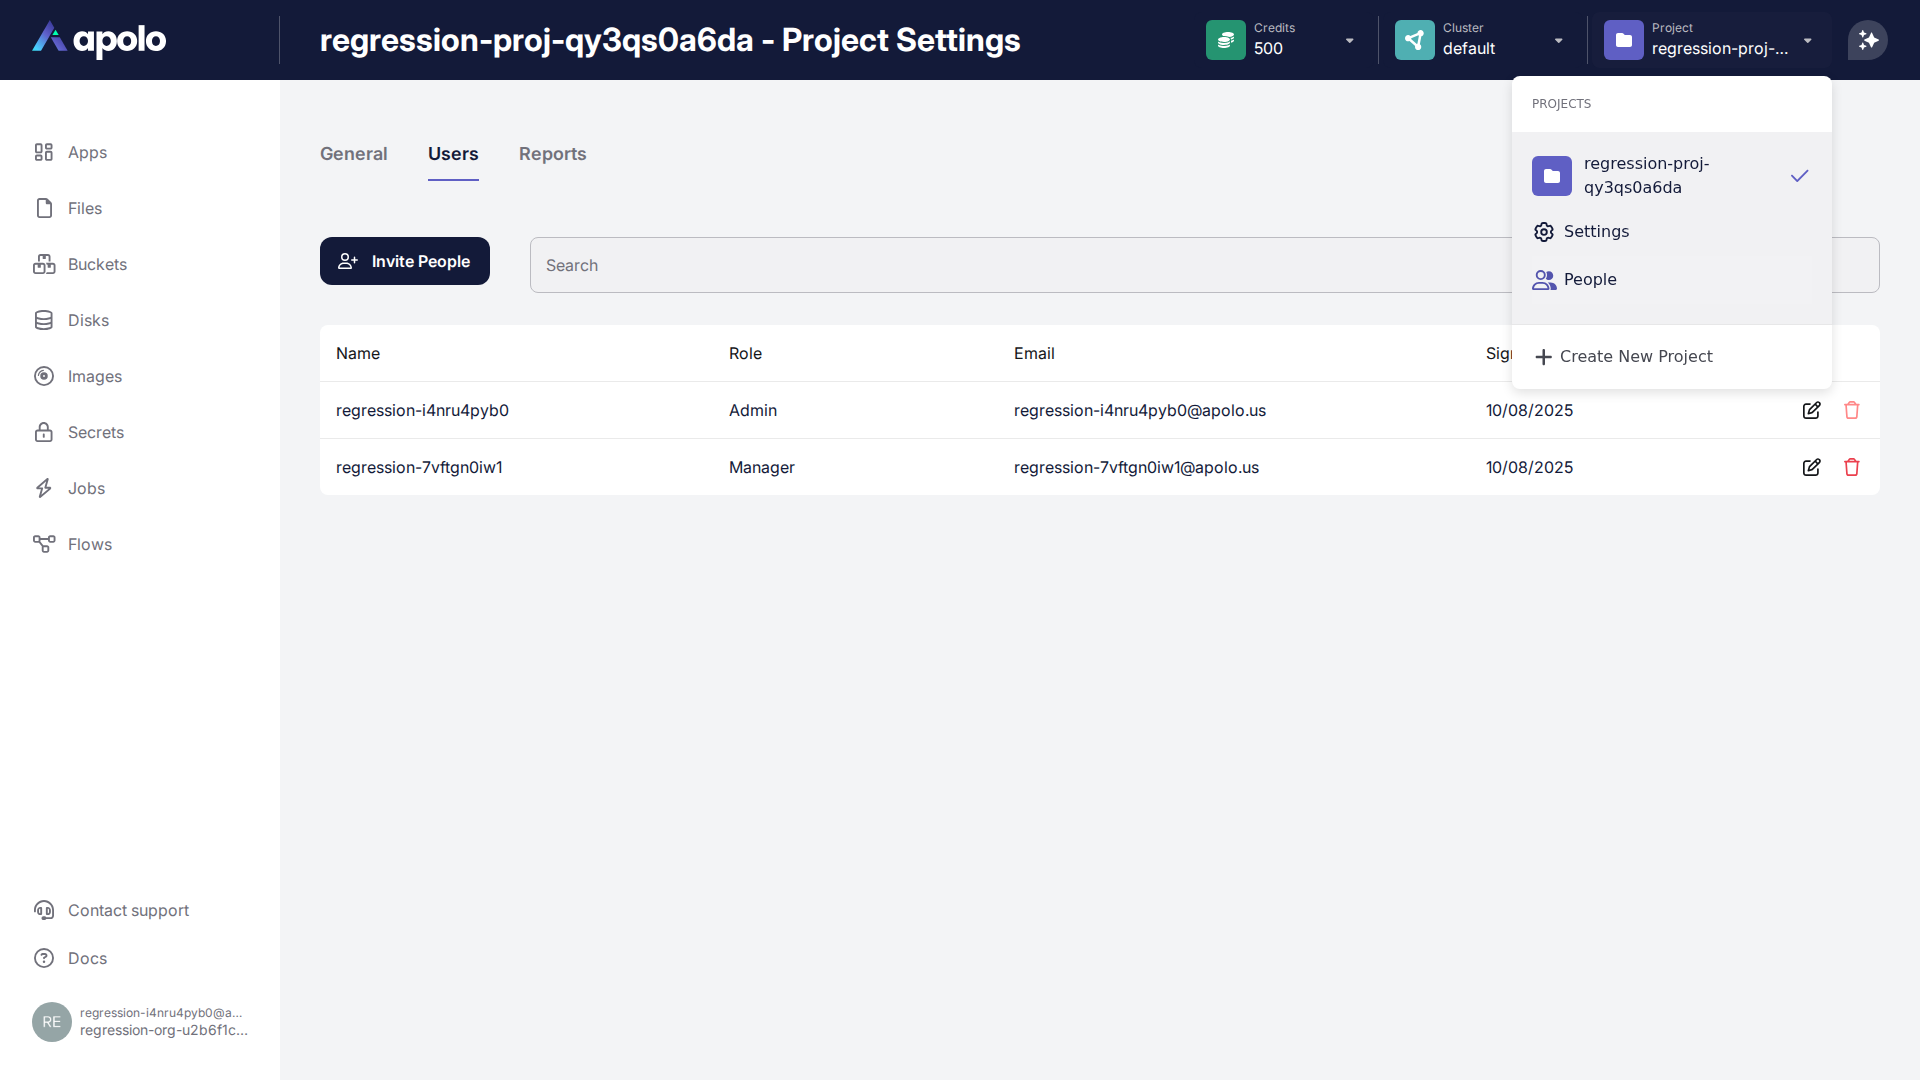 apolo
regression-proj-qy3qs0a6da - Project Settings
Credits
500
Cluster
default
Project
regression-proj-...
PROJECTS
regression-proj-
qy3qs0a6da
Settings
People
Create New Project
Apps
Files
Buckets
Disks
Images
Secrets
Jobs
Flows
General
Users
Reports
Invite People
Search
Name
Role
Email
regression-i4nru4pyb0
Admin
regression-i4nru4pyb0@apolo.us
10/08/2025
regression-7vftgn0iw1
Manager
regression-7vftgn0iw1@apolo.us
10/08/2025
Contact support
Docs
RE
regression-i4nru4pyb0@a...
regression-org-u2b6f1c...